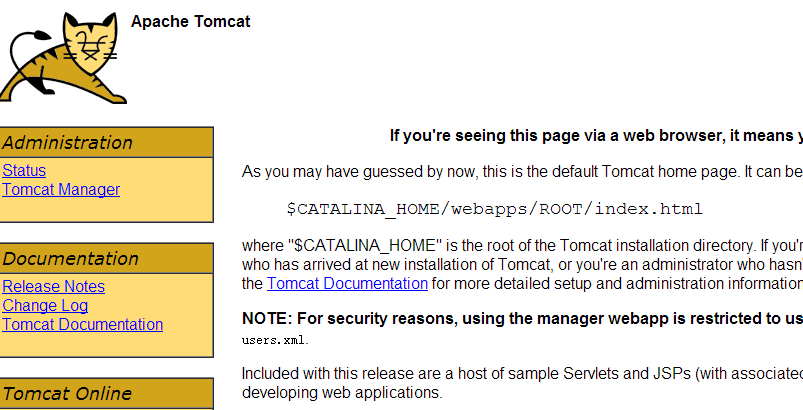 Apache Tomcat
Administration
Status
Tomcat Manager
Documentation
Release Notes
Change Log
Tomcat Documentation
Tomcat Online
If you're seeing this page via a web browser, it means
As you may have guessed by now, this is the default Tomcat home page. It can be
$CATALINA_HOME/webapps/ROOT/index.html
where "$CATALINA_HOME" is the root of the Tomcat installation directory. If you'r
who has arrived at new installation of Tomcat, or you're an administrator who hasn'
the Tomcat Documentation for more detailed setup and administration information
NOTE: For security reasons, using the manager webapp is restricted to us
users.xml.
Included with this release are a host of sample Servlets and JSPs (with associated
developing web applications.